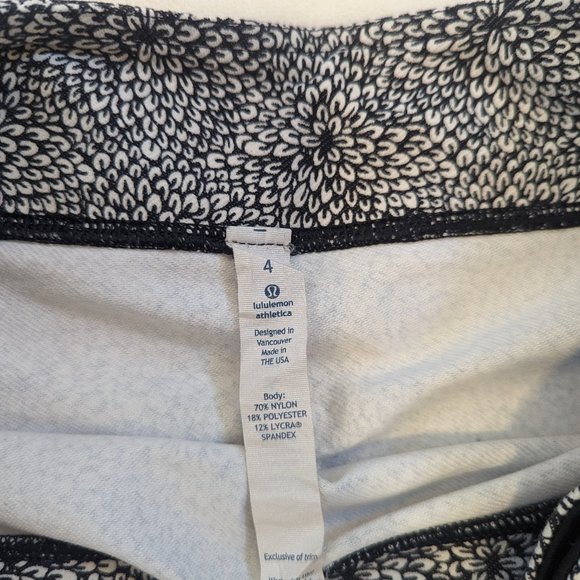 4
lululemon
athletica
Designed in
Vancouver
Made in
THE USA
Body:
70% NYLON
18% POLYESTER
12% LYCRA®
SPANDEX
Exclusive of trim